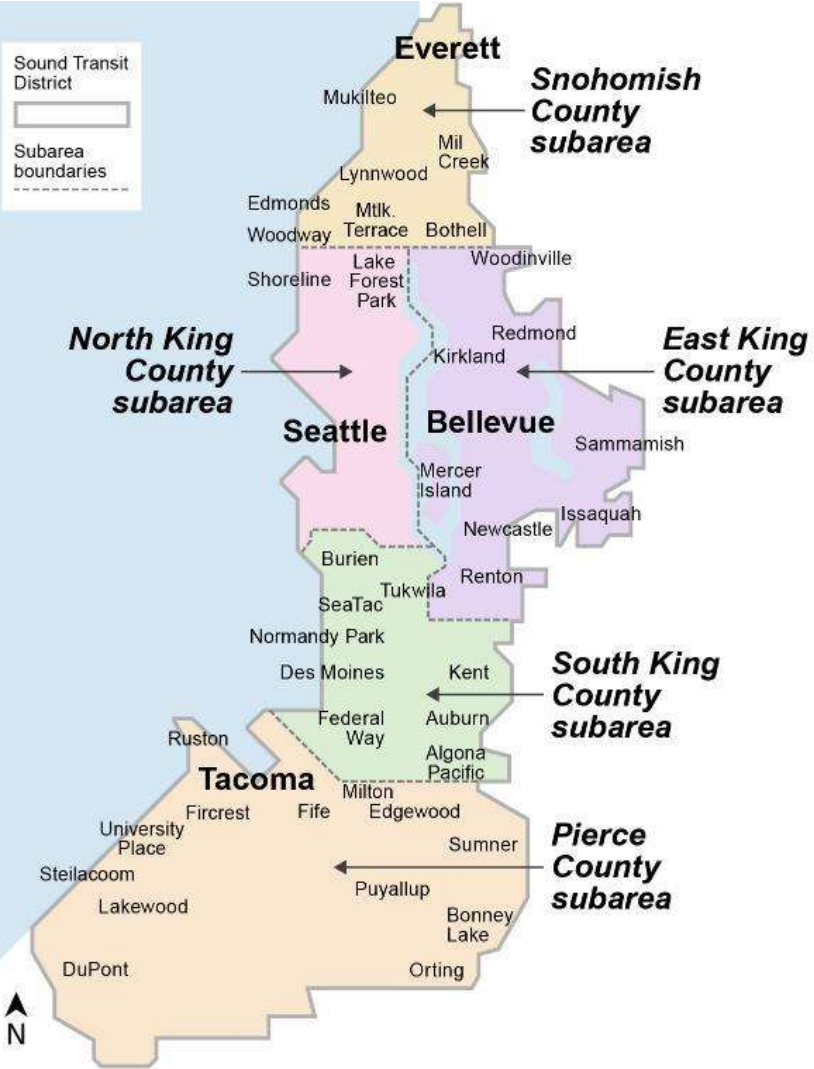 Everett
Sound Transit
District
Snohomish
County
subarea
Mukilteo
Subarea
boundaries
Mil
Creek
Lynnwood
Edmonds
Mtlk.
Terrace
Bothell
Woodway
Woodinville
Lake
Forest
Park
Shoreline
North King
County
subarea
Redmond
Kirkland
East King
County
subarea
Seattle
Bellevue
Sammamish
Mercer
Island
Issaquah
Newcastle
Burien
Renton
Tukwila
SeaTac
Normandy Park
Des Moines
Kent
South King
County
subarea
Federal
Way
Auburn
Ruston
Algona
Pacific
Tacoma
Milton
Fircrest
Fife
Edgewood
University
Place
Sumner
Pierce
County
subarea
Steilacoom
Puyallup
Lakewood
Bonney
Lake
DuPont
Orting
N